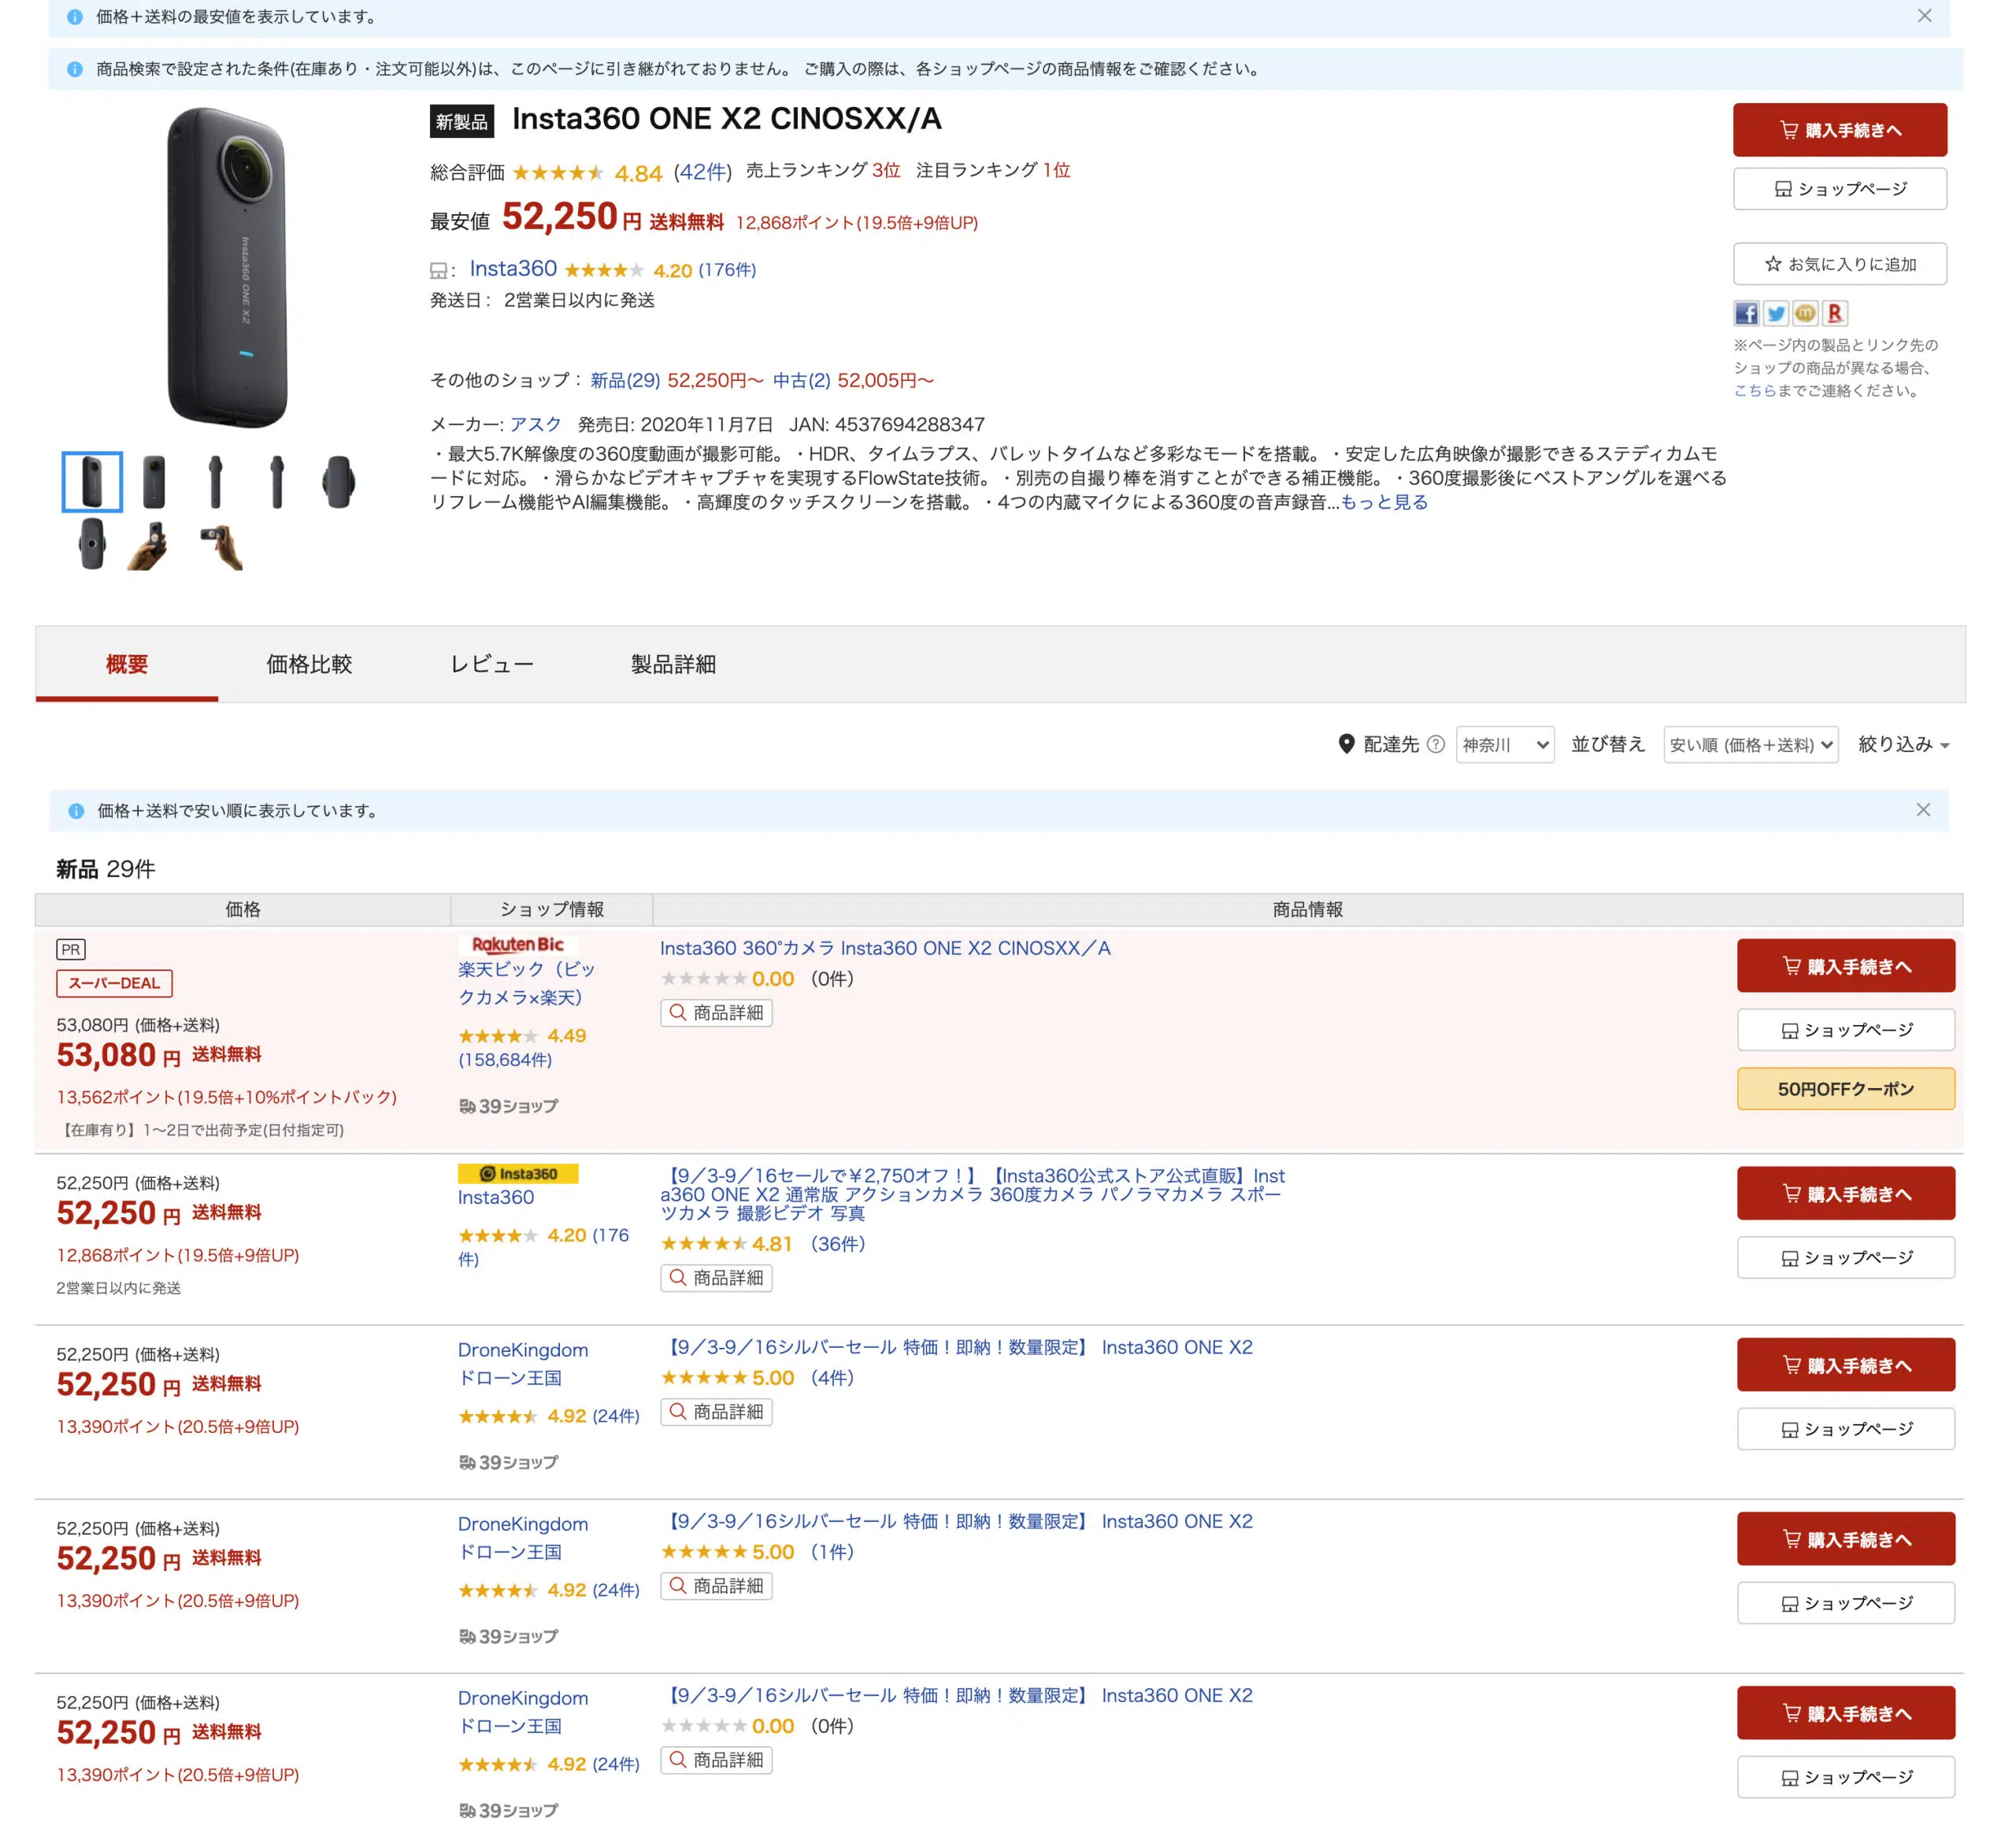 価格＋送料の最安値を表示しています。
商品検索で設定された条件(在庫あり・注文可能以外)は、このページに引き継がれておりません。 ご購入の際は、各ショップページの商品情報をご確認ください。
新製品 Insta360 ONE X2 CINOSXX/A
総合評価 4.84 (42件) 売上ランキング 3位 注目ランキング 1位
最安値 52,250円 送料無料 12,868ポイント(19.5倍+9倍UP)
: Insta360 4.20 (176件)
発送日： 2営業日以内に発送
その他のショップ： 新品(29) 52,250円〜 中古(2) 52,005円〜
メーカー: アスク 発売日: 2020年11月7日 JAN: 4537694288347
・最大5.7K解像度の360度動画が撮影可能。・HDR、タイムラプス、バレットタイムなど多彩なモードを搭載。・安定した広角映像が撮影できるステディカムモ
ードに対応。・滑らかなビデオキャプチャを実現するFlowState技術。・別売の自撮り棒を消すことができる補正機能。・360度撮影後にベストアングルを選べる
リフレーム機能やAI編集機能。・高輝度のタッチスクリーンを搭載。・4つの内蔵マイクによる360度の音声録音...もっと見る
Insta360 ONE X2
購入手続きへ
ショップページ
お気に入りに追加
※ページ内の製品とリンク先の
ショップの商品が異なる場合、
こちらまでご連絡ください。
概要 価格比較 レビュー 製品詳細
配達先 神奈川 並び替え 安い順 (価格＋送料) 絞り込み
価格＋送料で安い順に表示しています。
新品 29件
価格 ショップ情報 商品情報
PR
スーパーDEAL
53,080円 (価格+送料)
53,080 円 送料無料
13,562ポイント(19.5倍+10%ポイントバック)
【在庫有り】1〜2日で出荷予定(日付指定可)
Rakuten Bic
楽天ビック（ビッ
クカメラ×楽天）
4.49
(158,684件)
39ショップ
Insta360 360°カメラ Insta360 ONE X2 CINOSXX／A
0.00 (0件)
商品詳細
購入手続きへ
ショップページ
50円OFFクーポン
52,250円 (価格+送料)
52,250 円 送料無料
12,868ポイント(19.5倍+9倍UP)
2営業日以内に発送
Insta360
Insta360
4.20 (176
件)
【9／3-9／16セールで￥2,750オフ！】【Insta360公式ストア公式直販】Inst
a360 ONE X2 通常版 アクションカメラ 360度カメラ パノラマカメラ スポー
ツカメラ 撮影ビデオ 写真
4.81 (36件)
商品詳細
購入手続きへ
ショップページ
52,250円 (価格+送料)
52,250 円 送料無料
13,390ポイント(20.5倍+9倍UP)
DroneKingdom
ドローン王国
4.92 (24件)
39ショップ
【9／3-9／16シルバーセール 特価！即納！数量限定】 Insta360 ONE X2
5.00 (4件)
商品詳細
購入手続きへ
ショップページ
52,250円 (価格+送料)
52,250 円 送料無料
13,390ポイント(20.5倍+9倍UP)
DroneKingdom
ドローン王国
4.92 (24件)
39ショップ
【9／3-9／16シルバーセール 特価！即納！数量限定】 Insta360 ONE X2
5.00 (1件)
商品詳細
購入手続きへ
ショップページ
52,250円 (価格+送料)
52,250 円 送料無料
13,390ポイント(20.5倍+9倍UP)
DroneKingdom
ドローン王国
4.92 (24件)
39ショップ
【9／3-9／16シルバーセール 特価！即納！数量限定】 Insta360 ONE X2
0.00 (0件)
商品詳細
購入手続きへ
ショップページ